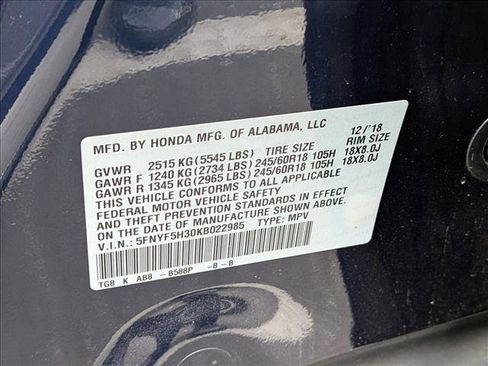 MFD. BY HONDA MFG. OF ALABAMA, LLC 12/'18
GVWR 2515 KG (5545 LBS) TIRE SIZE RIM SIZE
GAWR F 1240 KG (2734 LBS) 245/60R18 105H 18X8.0J
GAWR R 1345 KG (2965 LBS) 245/60R18 105H 18X8.0J
THIS VEHICLE CONFORMS TO ALL APPLICABLE
FEDERAL MOTOR VEHICLE SAFETY
AND THEFT PREVENTION STANDARDS IN EFFECT
ON THE DATE OF MANUFACTURE SHOWN ABOVE.
V.I.N.: 5FNYF5H30KB022985 TYPE: MPV
TG8 K AB8 - B588P -B - B